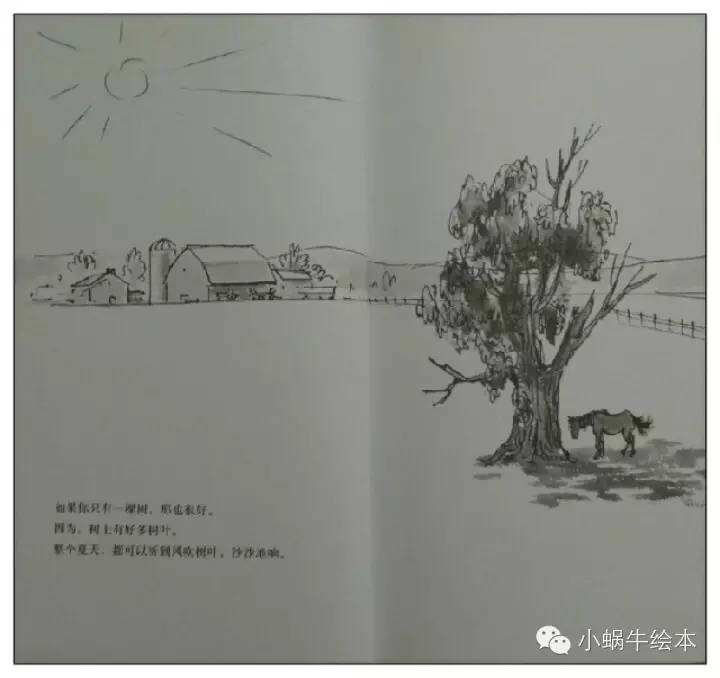 如果你只有一棵树，那也很好。
因为，树上有好多树叶。
整个夏天，都可以听到风吹树叶，沙沙派响。
小蜗牛绘本